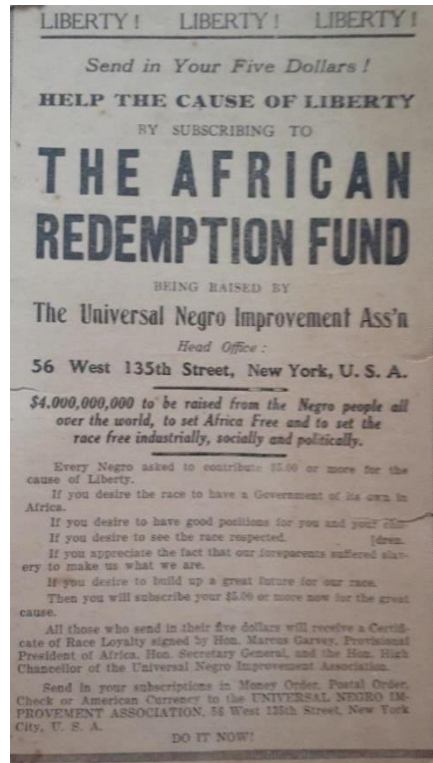 LIBERTY! LIBERTY! LIBERTY!
Send in Your Five Dollars!
HELP THE CAUSE OF LIBERTY
BY SUBSCRIBING TO
THE AFRICAN
REDEMPTION FUND
BEING RAISED BY
The Universal Negro Improvement Ass'n
Head Office:
56 West 135th Street, New York, U. S. A.
$4.000,000,000 to be raised from the Negro people all
over the world, to set Africa Free and to set the
race free industrially, socially and politically.
Every Negro asked to contribute $5.00 or more for the
cause of Liberty.
If you desire the race to have a Government of its own in
Africa.
If you desire to have good positions for you and your chil-
If you desire to see the race respected. [dren.
If you appreciate the fact that our foreparents suffered slav-
ery to make us what we are.
If you desire to build up a great future for our race.
Then you will subscribe your $5.00 or more now for the great
cause.
All those who send in their five dollars will receive a Certifi-
cate of Race Loyalty signed by Hon. Marcus Garvey, Provisional
President of Africa, Hon. Secretary General, and the Hon. High
Chancellor of the Universal Negro Improvement Association.
Send in your subscriptions in Money Order, Postal Order,
Check or American Currency to the UNIVERSAL NEGRO IM-
PROVEMENT ASSOCIATION, 56 West 135th Street, New York
City, U. S. A.
DO IT NOW!